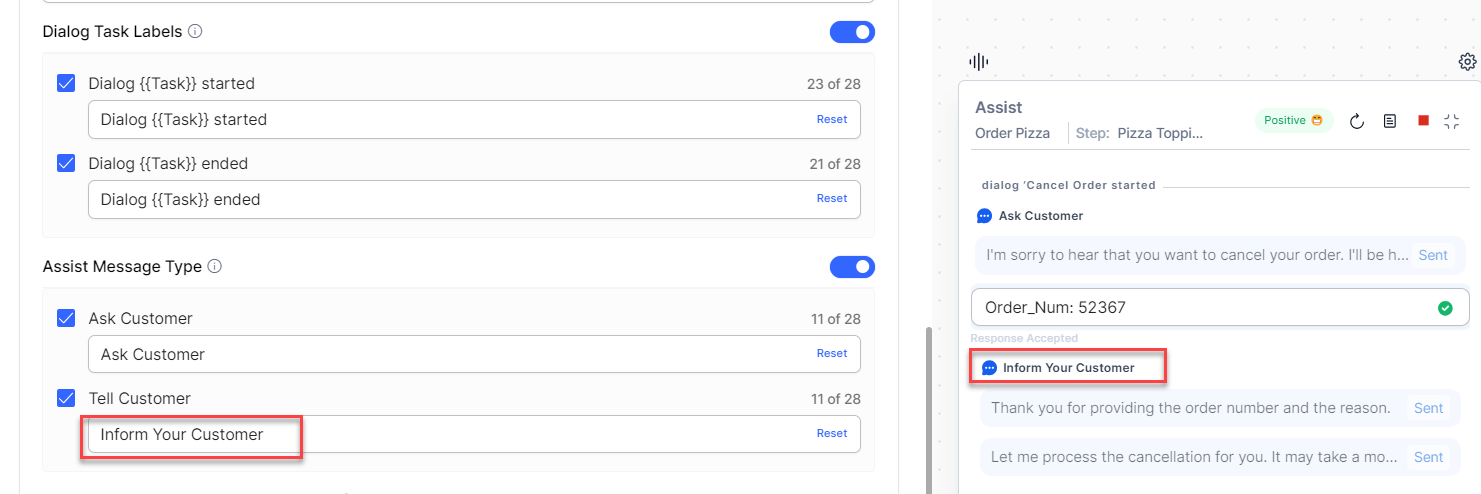 Dialog Task Labels
Dialog {{Task}} started 23 of 28
Dialog {{Task}} started Reset
Dialog {{Task}} ended 21 of 28
Dialog {{Task}} ended Reset
Assist Message Type
Ask Customer 11 of 28
Ask Customer Reset
Tell Customer 11 of 28
Inform Your Customer Reset
Assist
Order Pizza Step: Pizza Toppi...
Positive
dialog 'Cancel Order started
Ask Customer
I'm sorry to hear that you want to cancel your order. I'll be h... Sent
Order_Num: 52367
Response Accepted
Inform Your Customer
Thank you for providing the order number and the reason. Sent
Let me process the cancellation for you. It may take a mo... Sent